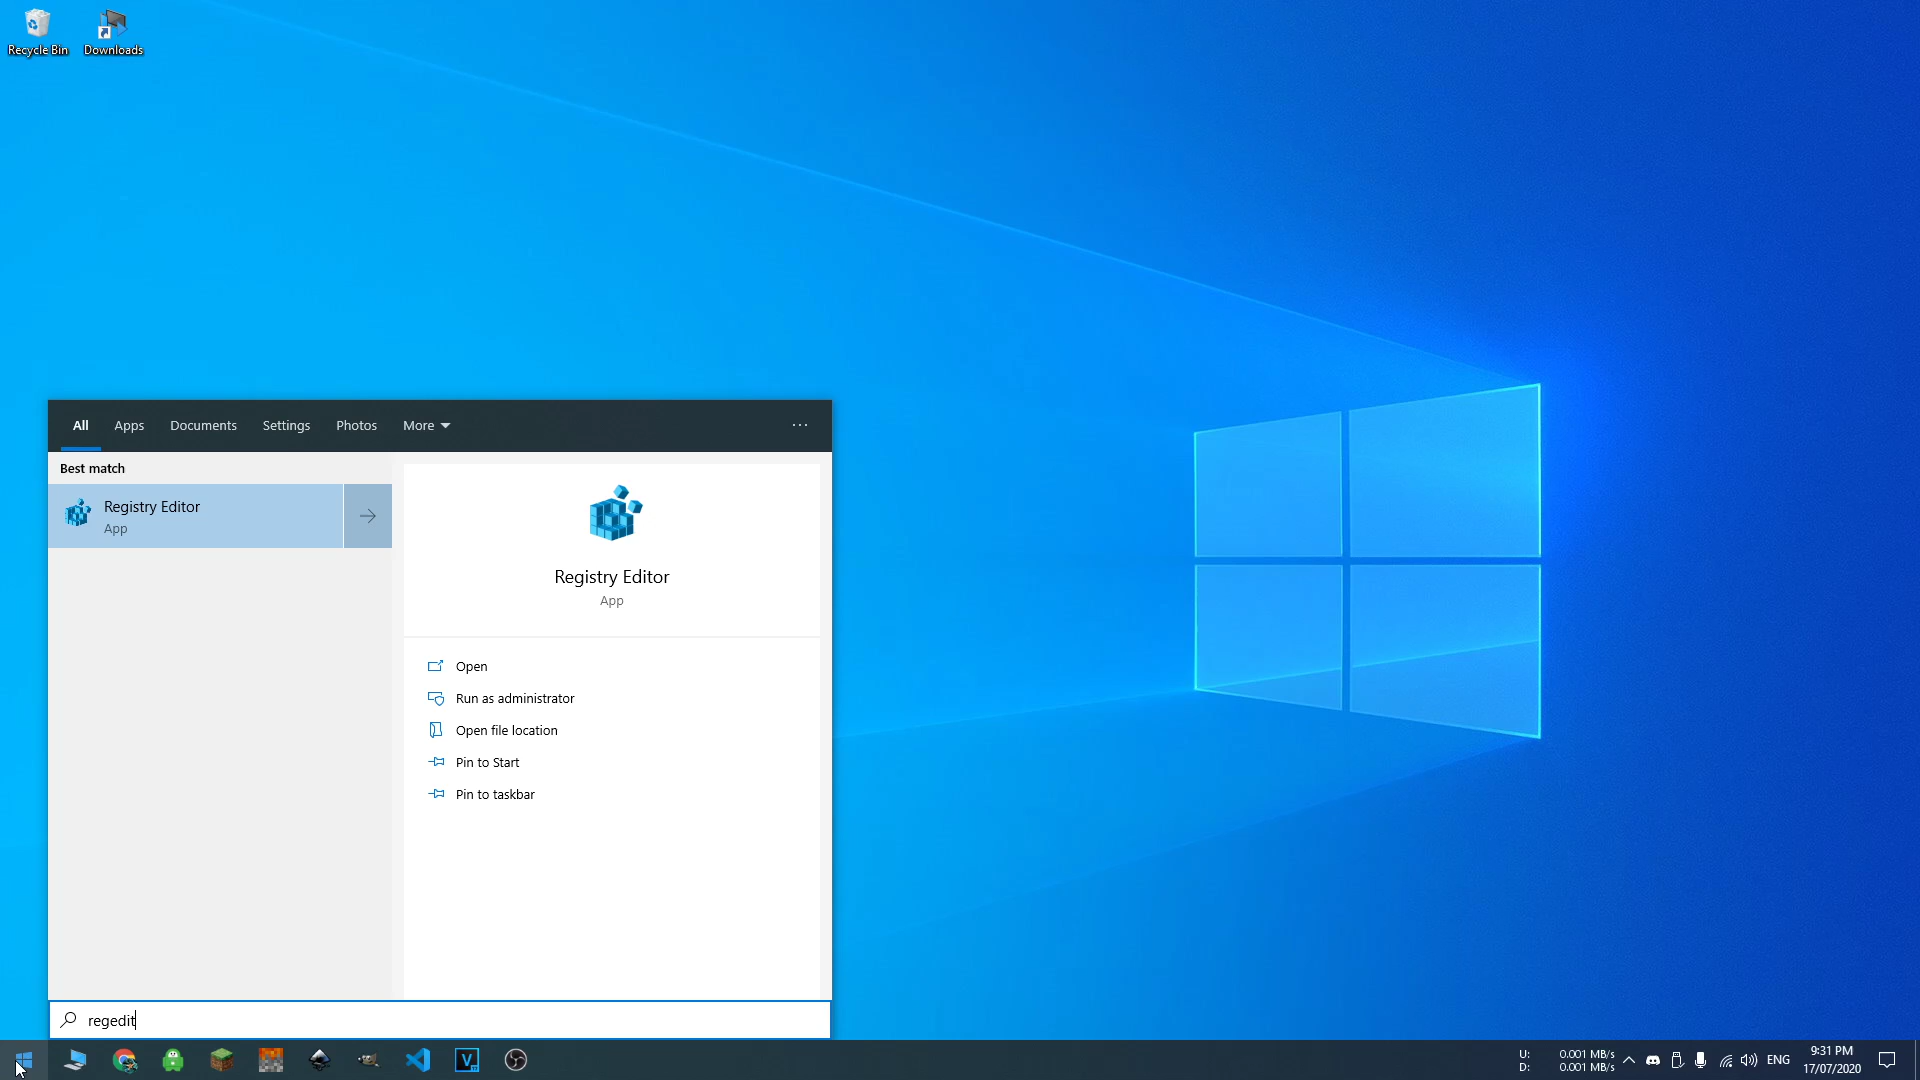 Recycle Bin
Downloads
All
Apps
Documents
Settings
Photos
More
Best match
Registry Editor
App
Registry Editor
App
Open
Run as administrator
Open file location
Pin to Start
Pin to taskbar
regedit
U: 0.001 MB/s
D: 0.001 MB/s
ENG
9:31 PM
17/07/2020